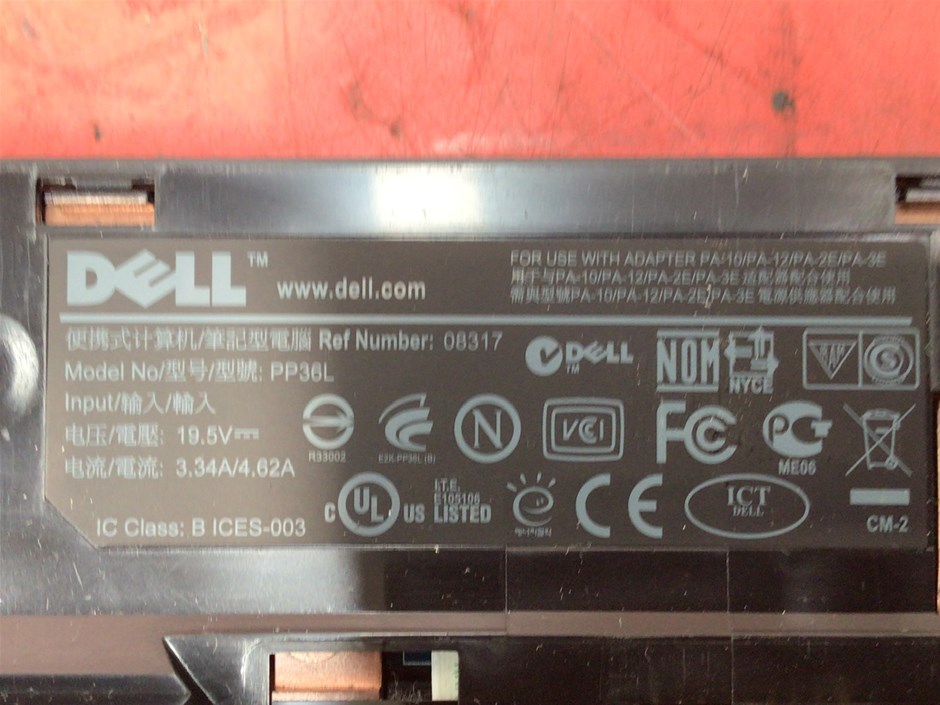 DELL™ www.dell.com
FOR USE WITH ADAPTER PA-10/PA-12/PA-2E/PA-3E
用于与PA-10/PA-12/PA-2E/PA-3E 适配器配合使用
需與型號PA-10/PA-12/PA-2E/PA-3E 電源供應器配合使用
便携式计算机/筆記型電腦 Ref Number: 08317
Model No/型号/型號: PP36L
Input/输入/輸入
电压/電壓: 19.5V⎓
电流/電流: 3.34A/4.62A
IC Class: B ICES-003
™ DELL
NOM
NYCE
BAM
S
R33002
E2K-PP36L (B)
N
VCI
FC
PG
ME06
c UL US
I.T.E.
E105106
LISTED
CE
ICT
DELL
CM-2